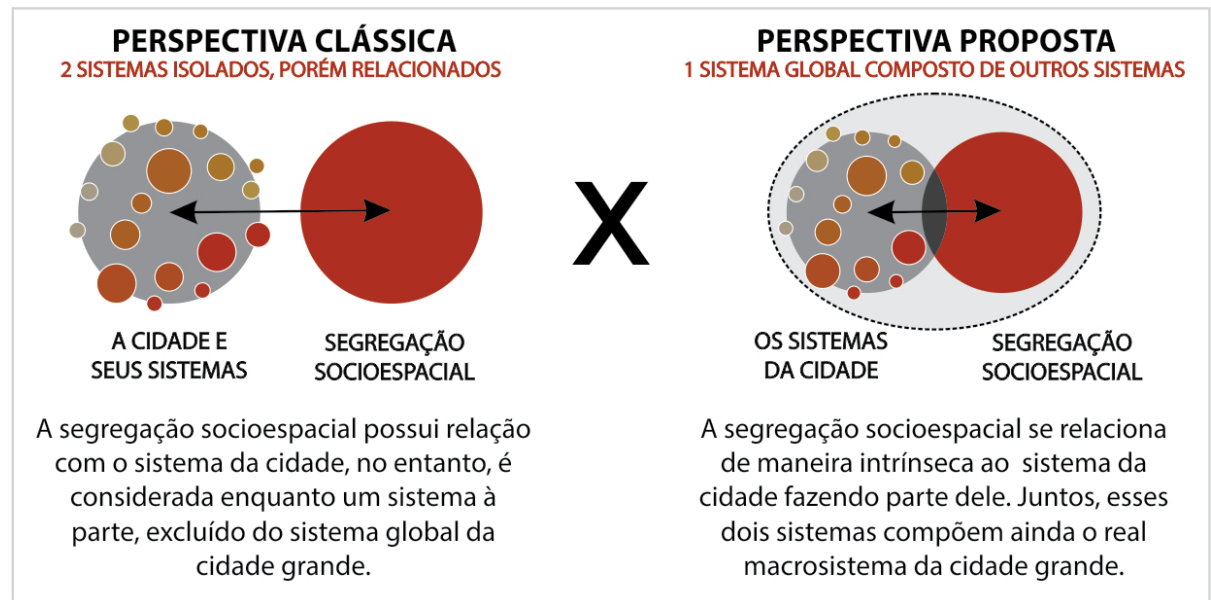 PERSPECTIVA CLÁSSICA
2 SISTEMAS ISOLADOS, PORÉM RELACIONADOS
A CIDADE E
SEUS SISTEMAS
SEGREGAÇÃO
SOCIOESPACIAL
A segregação socioespacial possui relação
com o sistema da cidade, no entanto, é
considerada enquanto um sistema à
parte, excluído do sistema global da
cidade grande.
X
PERSPECTIVA PROPOSTA
1 SISTEMA GLOBAL COMPOSTO DE OUTROS SISTEMAS
OS SISTEMAS
DA CIDADE
SEGREGAÇÃO
SOCIOESPACIAL
A segregação socioespacial se relaciona
de maneira intrínseca ao sistema da
cidade fazendo parte dele. Juntos, esses
dois sistemas compõem ainda o real
macrosistema da cidade grande.